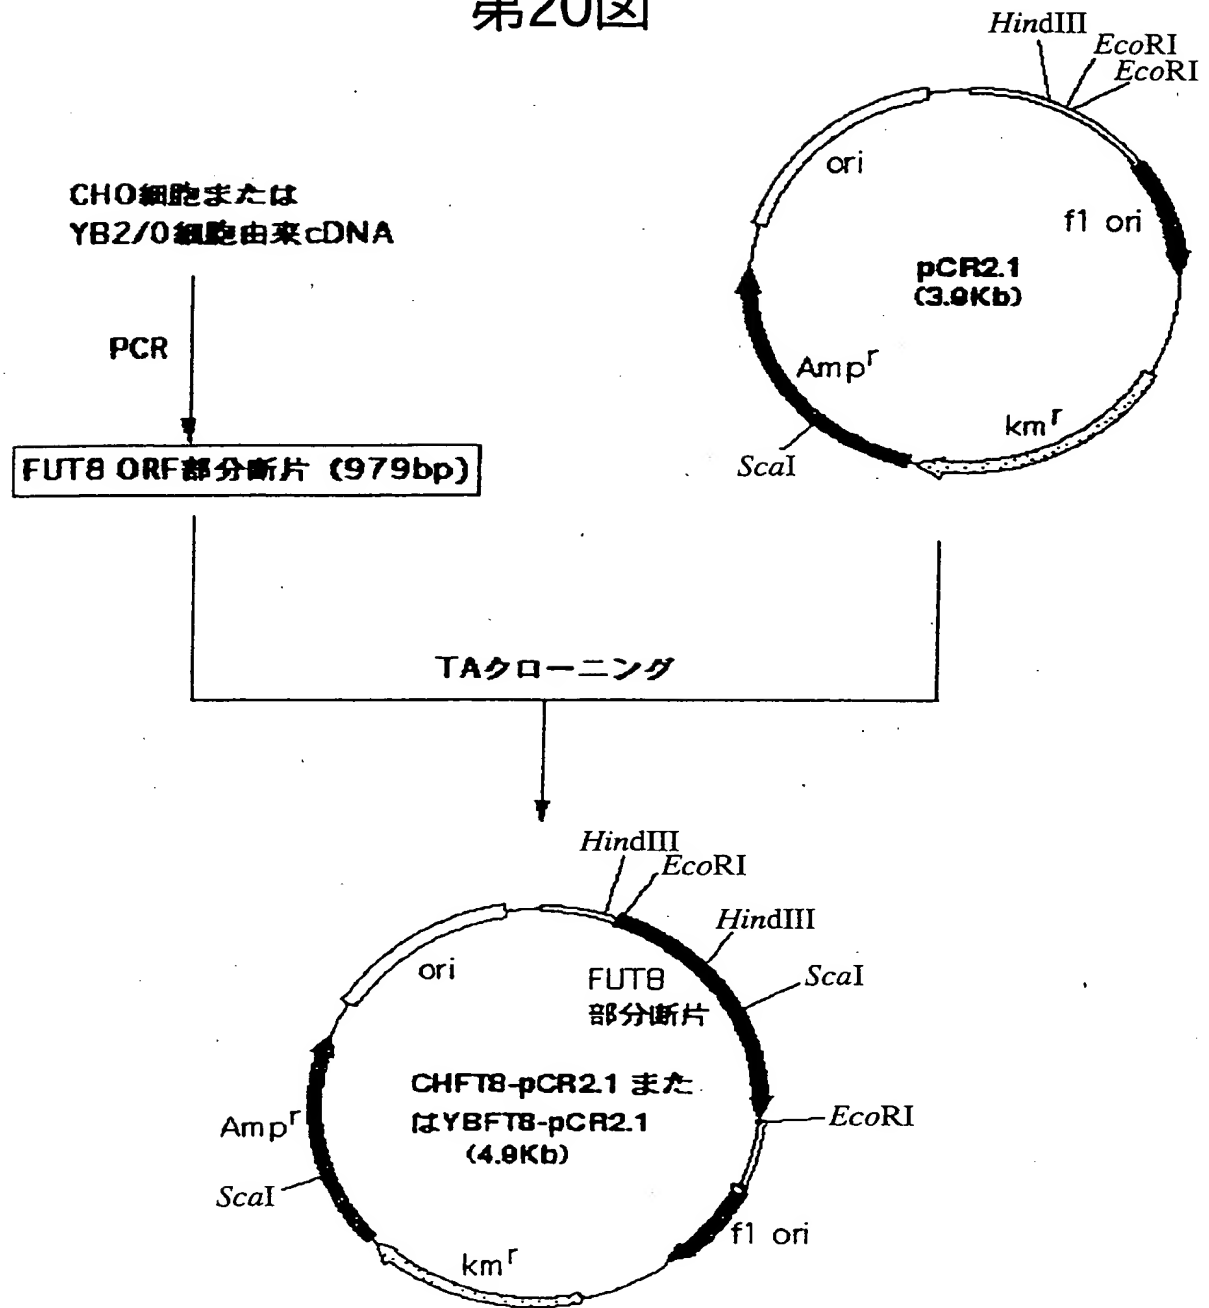 第20図
HindIII
EcoRI
EcoRI
ori
f1 ori
pCR2.1
(3.9Kb)
Ampr
kmr
ScaI
CHO細胞または
YB2/0細胞由来cDNA
PCR
FUT8 ORF部分断片 (979bp)
TAクローニング
HindIII
EcoRI
HindIII
ScaI
ori
FUT8
部分断片
CHFT8-pCR2.1 また
はYBFT8-pCR2.1
(4.9Kb)
EcoRI
Ampr
ScaI
f1 ori
kmr